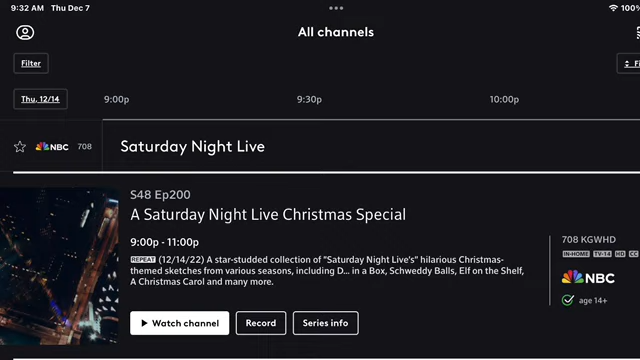 9:32 AM Thu Dec 7
100%
All channels
Filter
Thu, 12/14
9:00p
9:30p
10:00p
NBC 708
Saturday Night Live
S48 Ep200
A Saturday Night Live Christmas Special
9:00p - 11:00p
REPEAT (12/14/22) A star-studded collection of "Saturday Night Live's" hilarious Christmas-
themed sketches from various seasons, including D... in a Box, Schweddy Balls, Elf on the Shelf,
A Christmas Carol and many more.
708 KGWHD
IN-HOME TV-14 HD CC
NBC
age 14+
Watch channel
Record
Series info